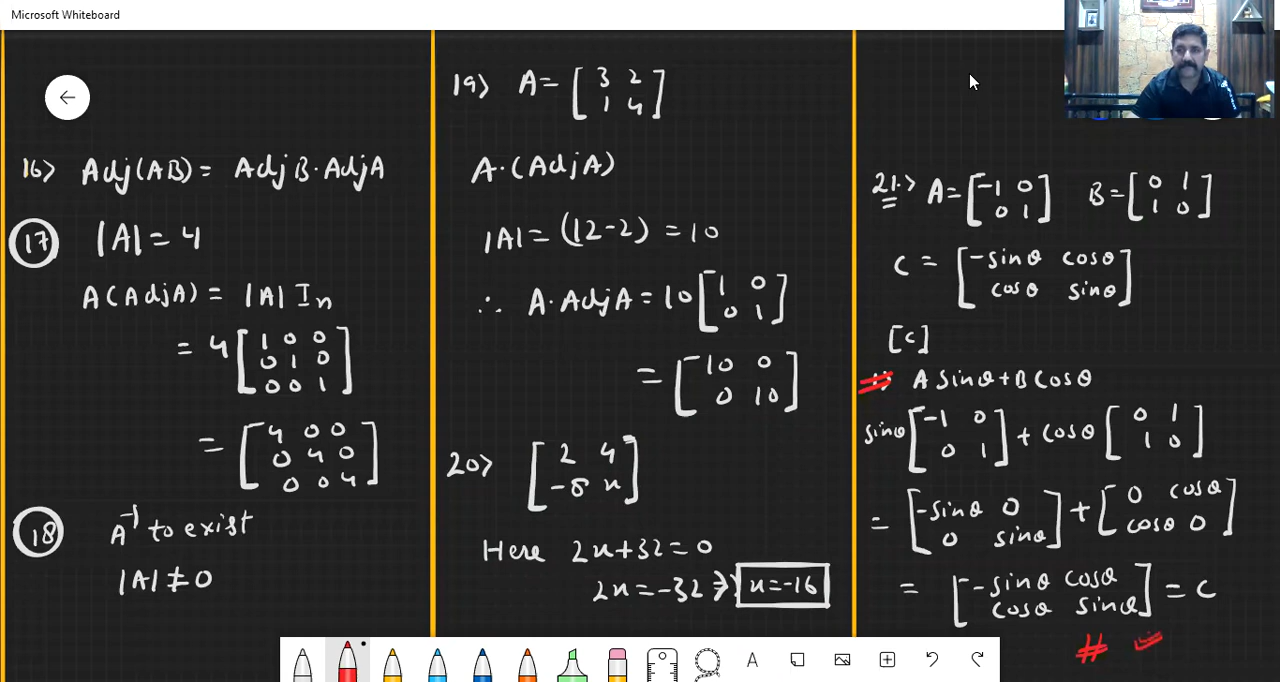 Microsoft Whiteboard
16) Adj(AB) = AdjB·AdjA
17 |A| = 4
A(AdjA) = |A| In
= 4 [1 0 0
0 1 0
0 0 1]
= [4 0 0
0 4 0
0 0 4]
18 A⁻¹ to exist
|A| ≠ 0
19) A = [3 2
1 4]
A·(AdjA)
|A| = (12-2) = 10
∴ A·AdjA = 10 [1 0
0 1]
= [10 0
0 10]
20) [2 4
-8 x]
Here 2x+32=0
2x=-32 ⇒ x=-16
21.) A = [-1 0
0 1] B = [0 1
1 0]
C = [-sinθ cosθ
cosθ sinθ]
[C]
⇒ A sinθ + B cosθ
sinθ [-1 0
0 1] + cosθ [0 1
1 0]
= [-sinθ 0
0 sinθ] + [0 cosθ
cosθ 0]
= [-sinθ cosθ
cosθ sinθ] = C
#